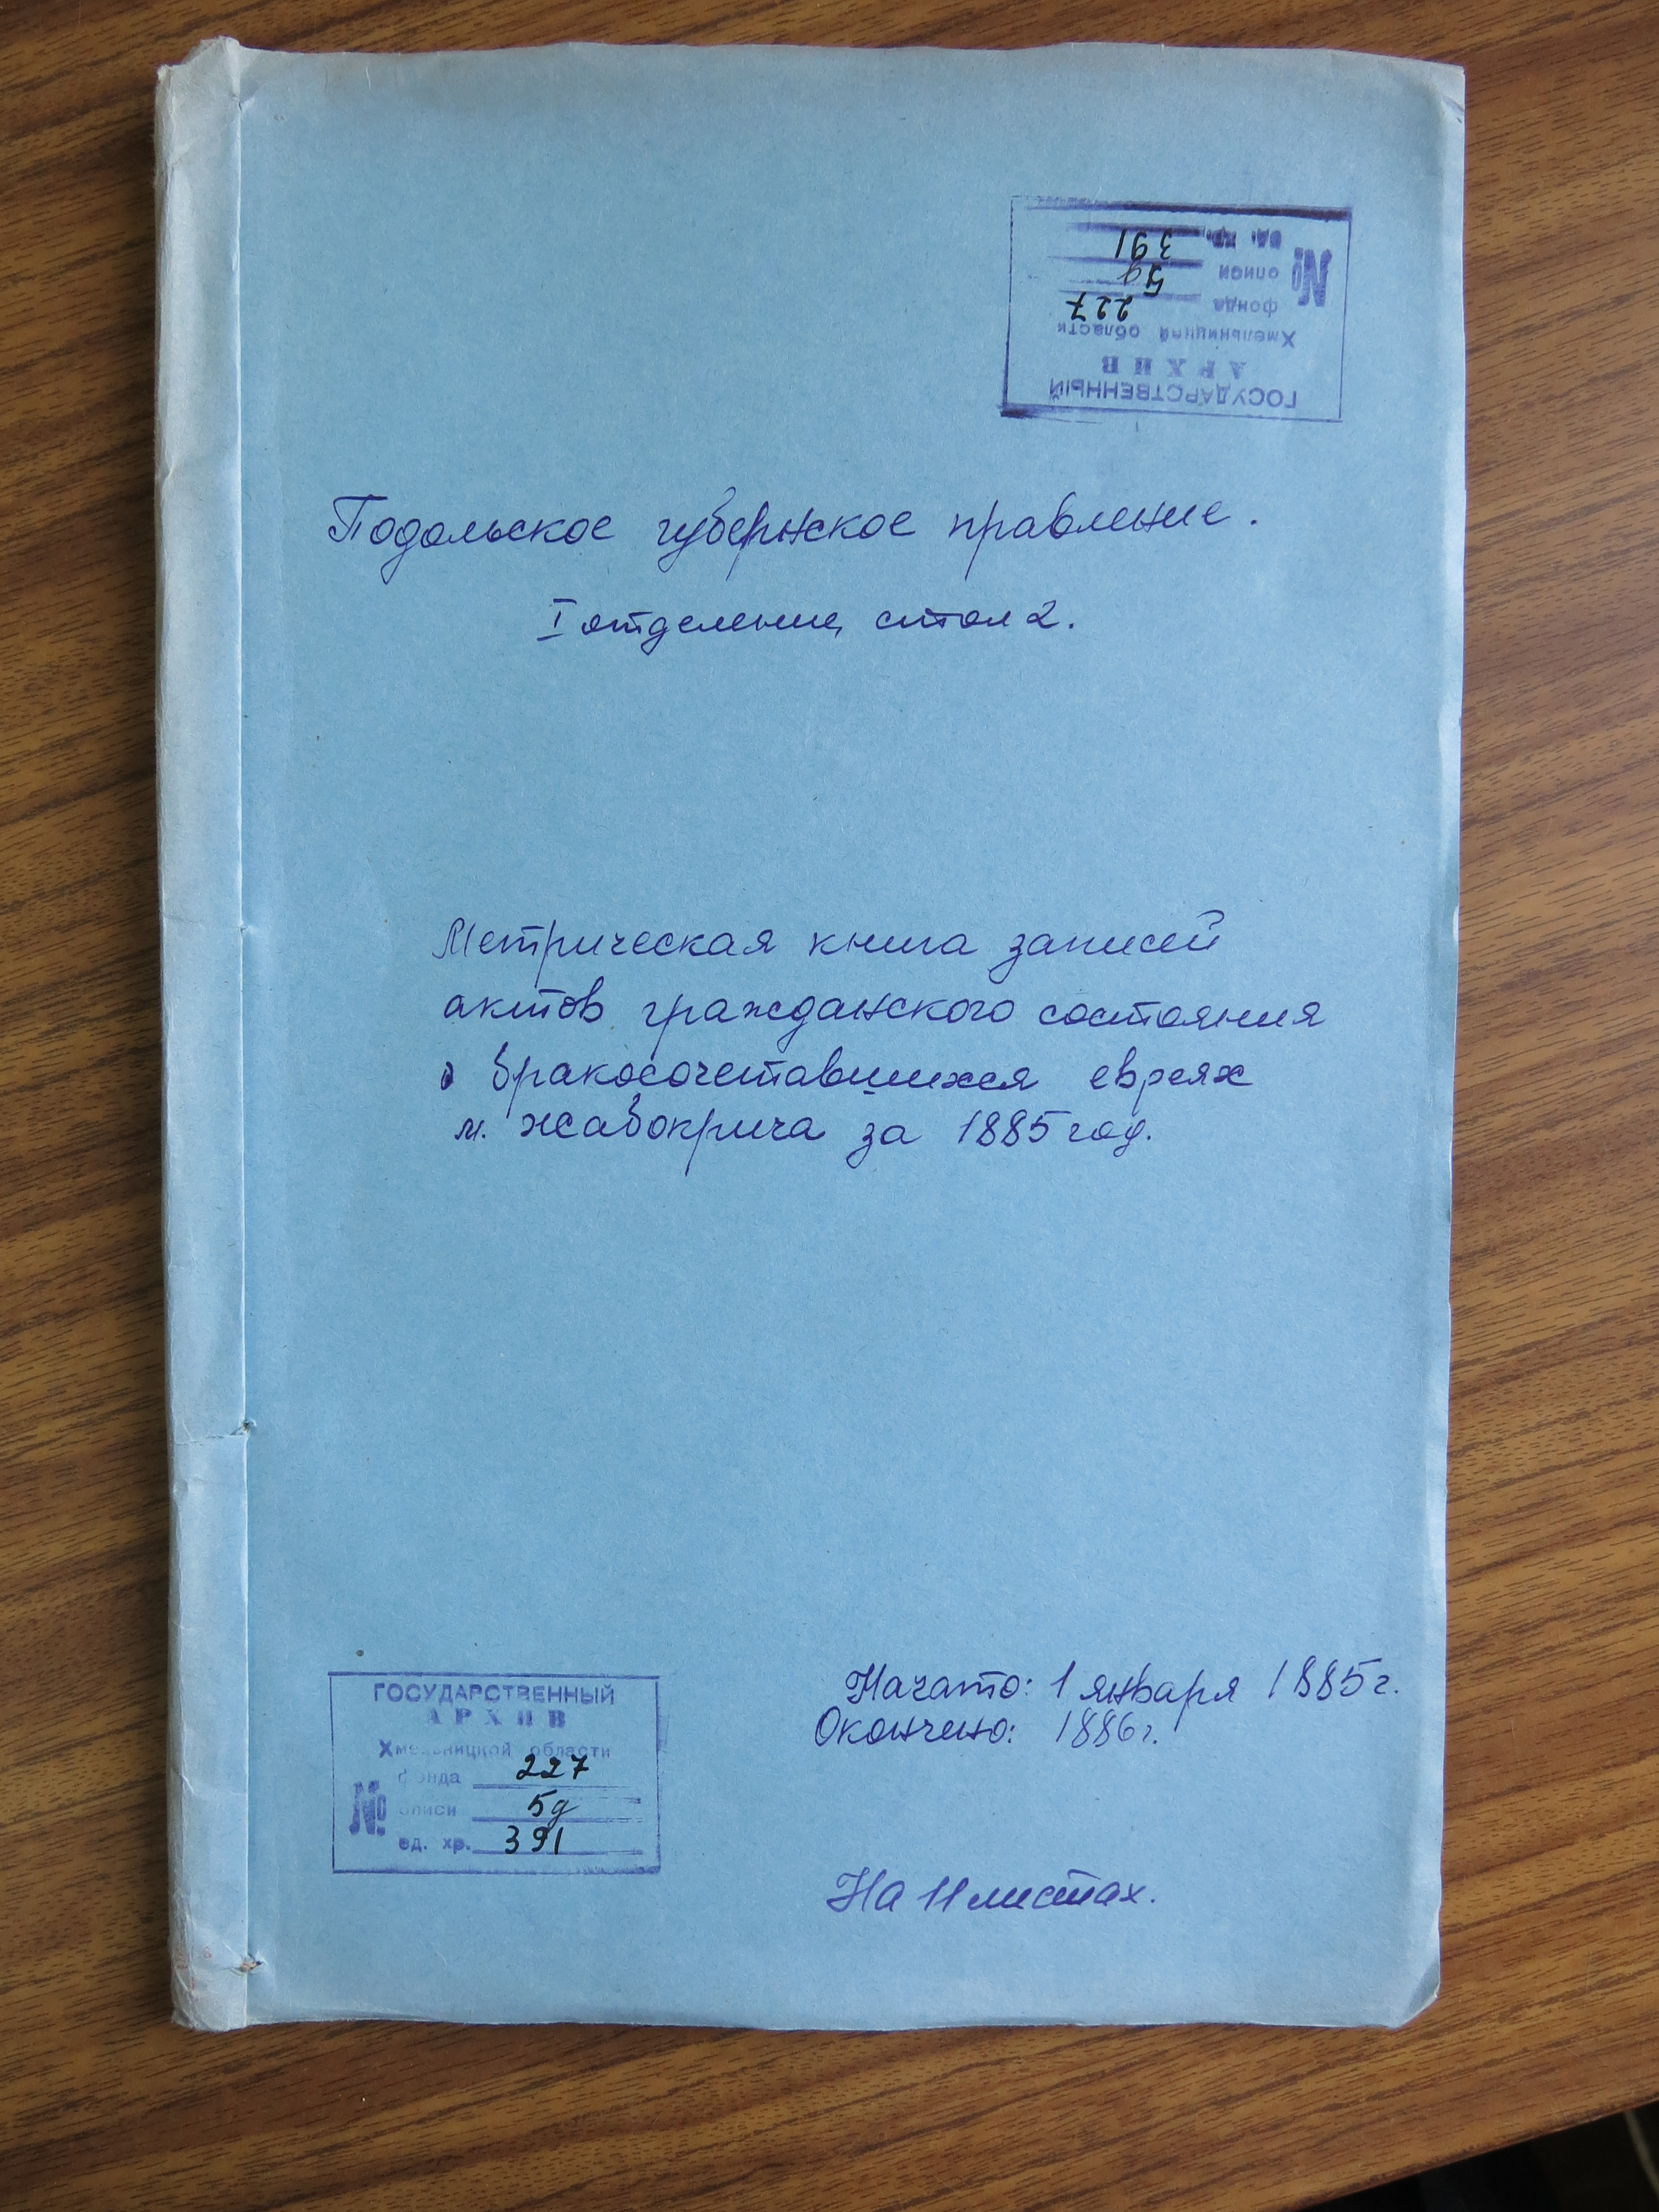 ГОСУДАРСТВЕННЫЙ
АРХИВ
Хмельницкой области
№
фонда 227
описи 5д
ед. хр. 391
Подольское губернское правление.
I отделение, стол 2.
Метрическая книга записей
актов гражданского состояния
о бракосочетавшихся евреях
м. Жабокрича за 1885 год.
Начато: 1 января 1885 г.
Окончено: 1886 г.
ГОСУДАРСТВЕННЫЙ
АРХИВ
Хмельницкой области
№
фонда 227
описи 5д
ед. хр. 391
На 11 листах.